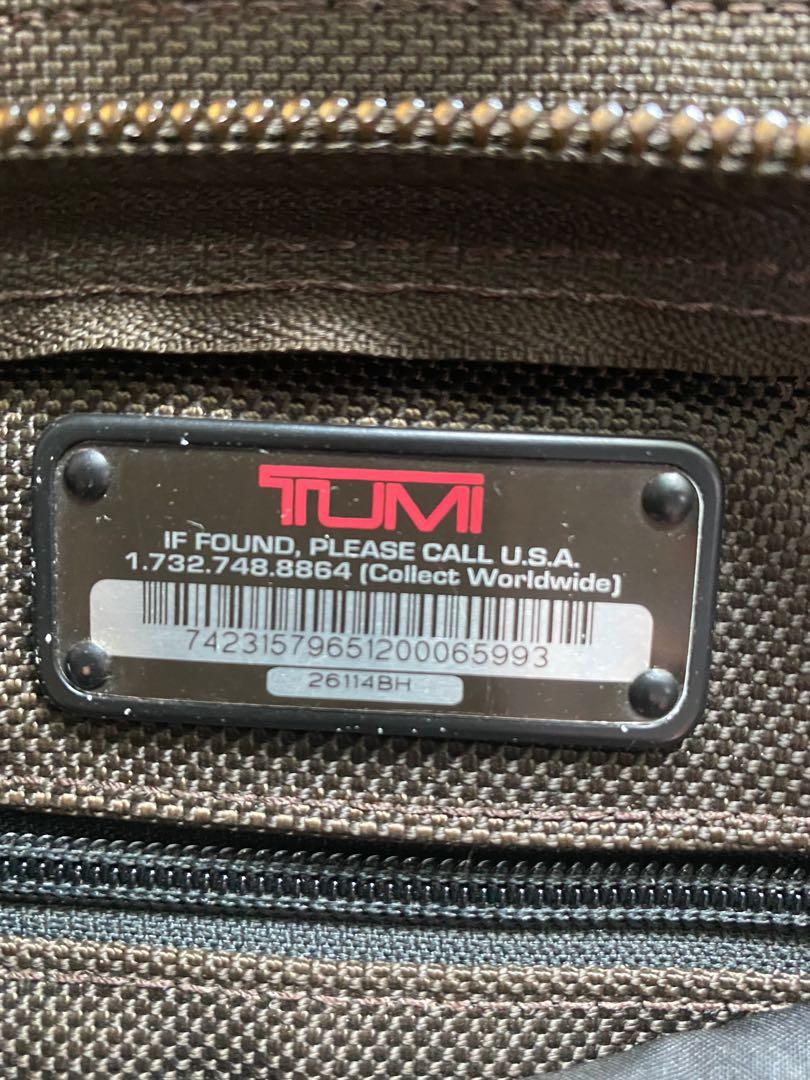 TUMI
IF FOUND, PLEASE CALL U.S.A.
1.732.748.8864 (Collect Worldwide)
74231579651200065993
26114BH